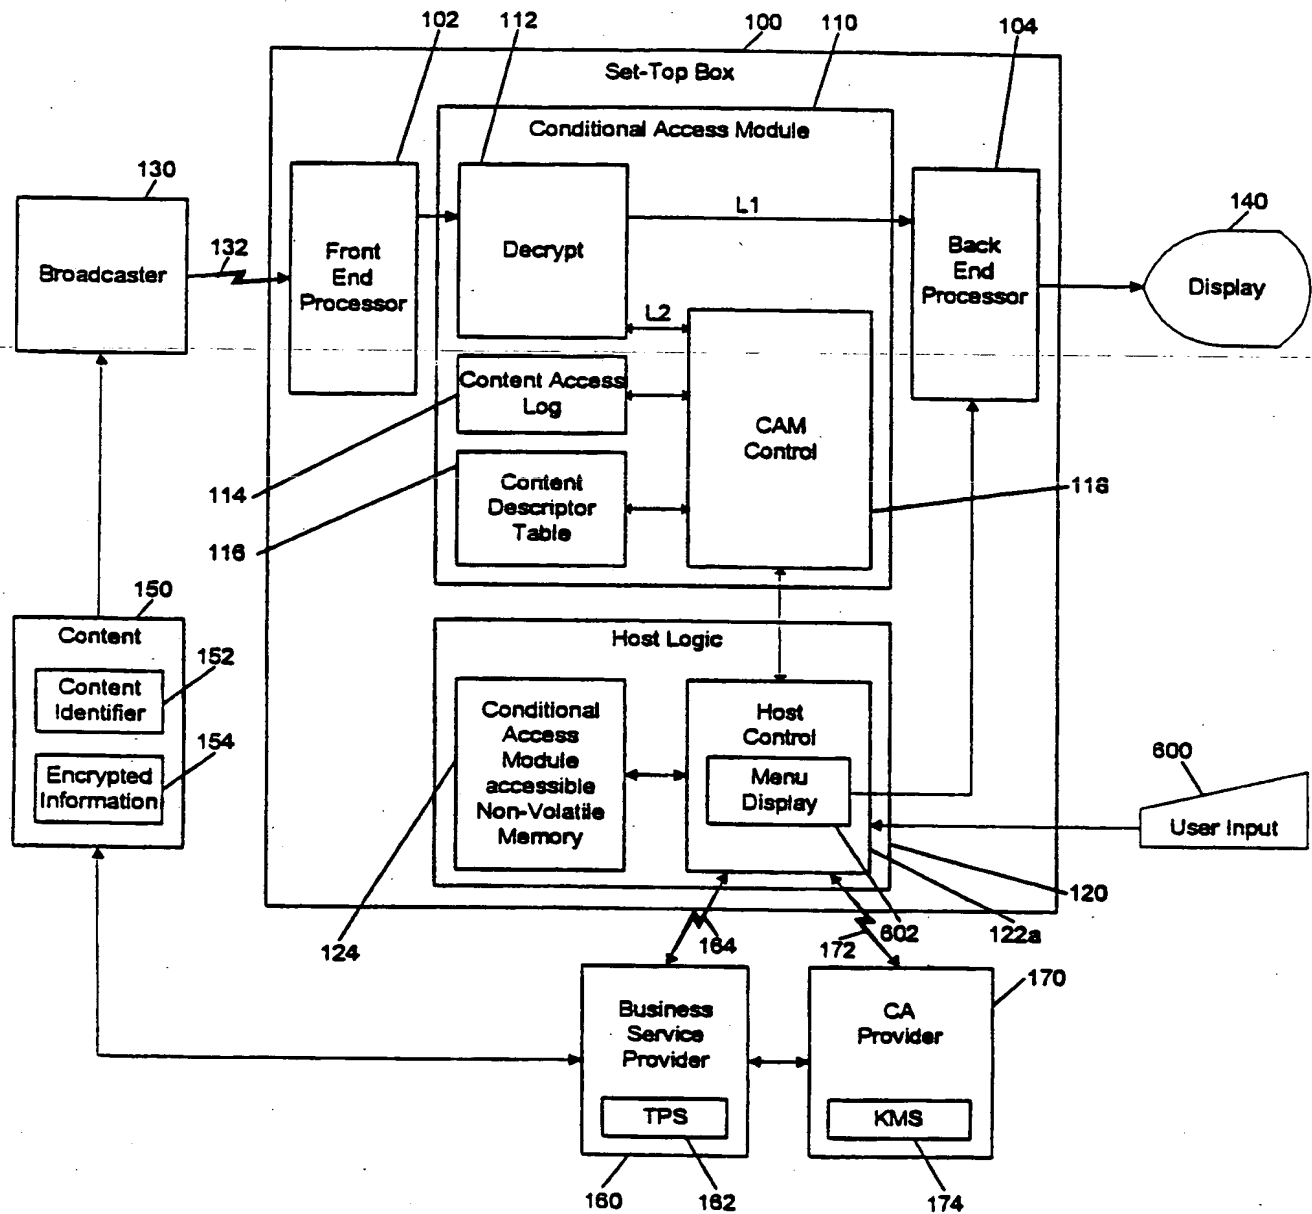 102
112
100
110
104
Set-Top Box
Conditional Access Module
130
Broadcaster
132
Front
End
Processor
Decrypt
L1
L2
Back
End
Processor
140
Display
Content Access
Log
CAM
Control
114
116
Content
Descriptor
Table
118
150
Content
152
Content
Identifier
154
Encrypted
Information
Host Logic
Conditional
Access
Module
accessible
Non-Volatile
Memory
Host
Control
Menu
Display
600
User Input
124
164
172
602
122a
120
Business
Service
Provider
TPS
CA
Provider
KMS
170
160
162
174